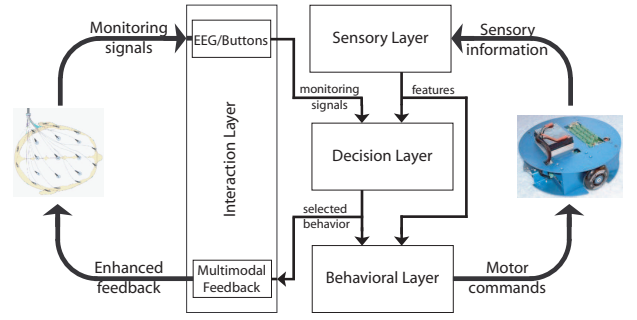 Monitoring
signals
EEG/Buttons
Interaction Layer
Multimodal
Feedback
Enhanced
feedback
Sensory Layer
Sensory
information
monitoring
signals
features
Decision Layer
selected
behavior
Behavioral Layer
Motor
commands